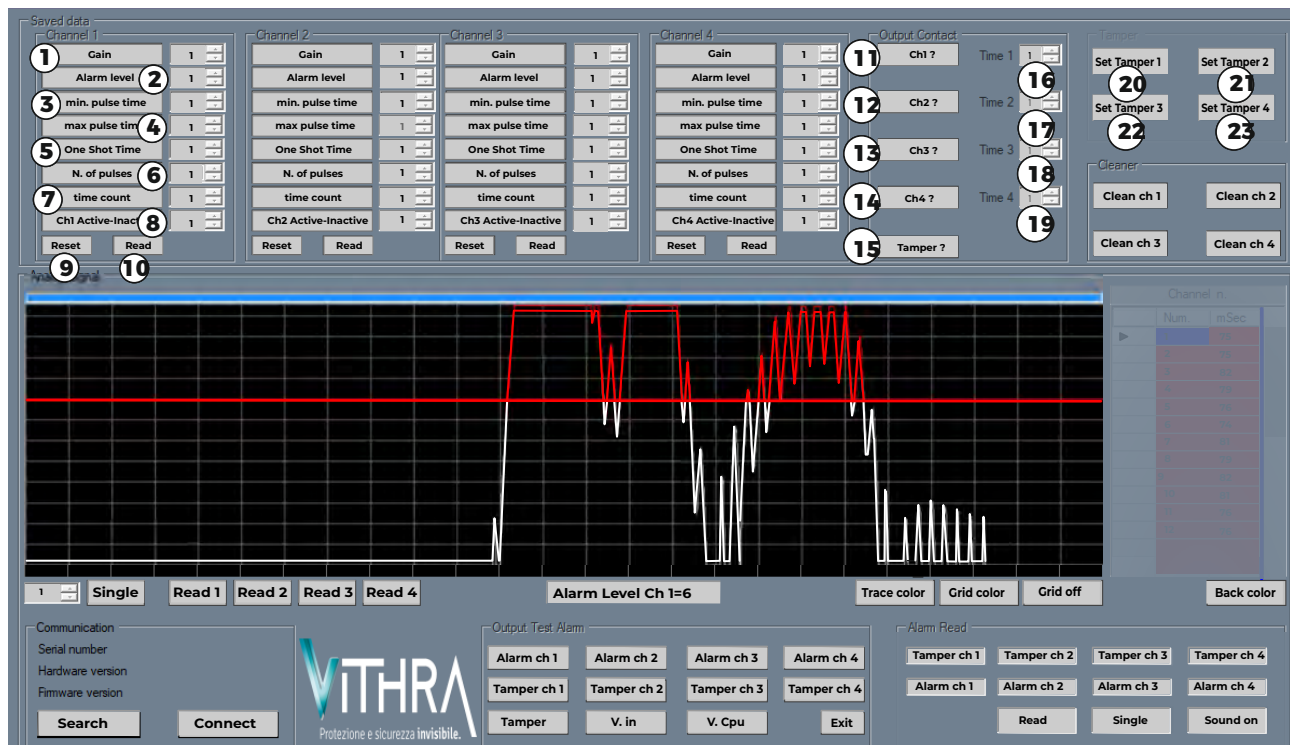 Saved data
Channel 1 Channel 2 Channel 3 Channel 4 Output Contact Tamper
1 Gain 1 Gain 1 Gain 1 Gain 1 11 Ch1 ? Time 1 1 Set Tamper 1 Set Tamper 2
Alarm level 2 1 Alarm level 1 Alarm level 1 Alarm level 1 16 20 21
3 min. pulse time 1 min. pulse time 1 min. pulse time 1 min. pulse time 1 12 Ch2 ? Time 2 1 Set Tamper 3 Set Tamper 4
max pulse time 4 1 max pulse time 1 max pulse time 1 max pulse time 1 17 22 23
5 One Shot Time 1 One Shot Time 1 One Shot Time 1 One Shot Time 1 13 Ch3 ? Time 3 1
N. of pulses 6 1 N. of pulses 1 N. of pulses 1 N. of pulses 1 18 Cleaner
7 time count 1 time count 1 time count 1 time count 1 14 Ch4 ? Time 4 1 Clean ch 1 Clean ch 2
Ch1 Active-Inac 8 1 Ch2 Active-Inactive 1 Ch3 Active-Inactive 1 Ch4 Active-Inactive 1 19
Reset Read Reset Read Reset Read Reset Read 15 Tamper ? Clean ch 3 Clean ch 4
9 10
Channel n.
Num. mSec
1 Single Read 1 Read 2 Read 3 Read 4 Alarm Level Ch 1=6 Trace color Grid color Grid off Back color
Communication
Serial number
Hardware version
Firmware version
Search Connect
ViTHRA
Protezione e sicurezza invisibile.
Output Test Alarm
Alarm ch 1 Alarm ch 2 Alarm ch 3 Alarm ch 4
Tamper ch 1 Tamper ch 2 Tamper ch 3 Tamper ch 4
Tamper V. in V. Cpu Exit
Alarm Read
Tamper ch 1 Tamper ch 2 Tamper ch 3 Tamper ch 4
Alarm ch 1 Alarm ch 2 Alarm ch 3 Alarm ch 4
Read Single Sound on